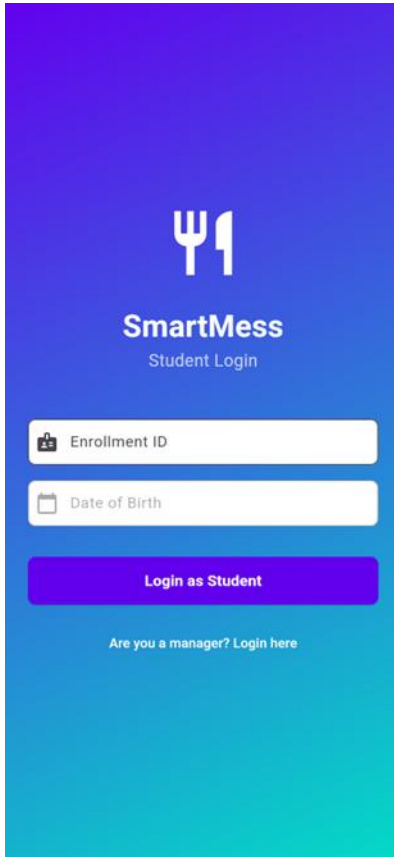 SmartMess
Student Login
Enrollment ID
Date of Birth
Login as Student
Are you a manager? Login here